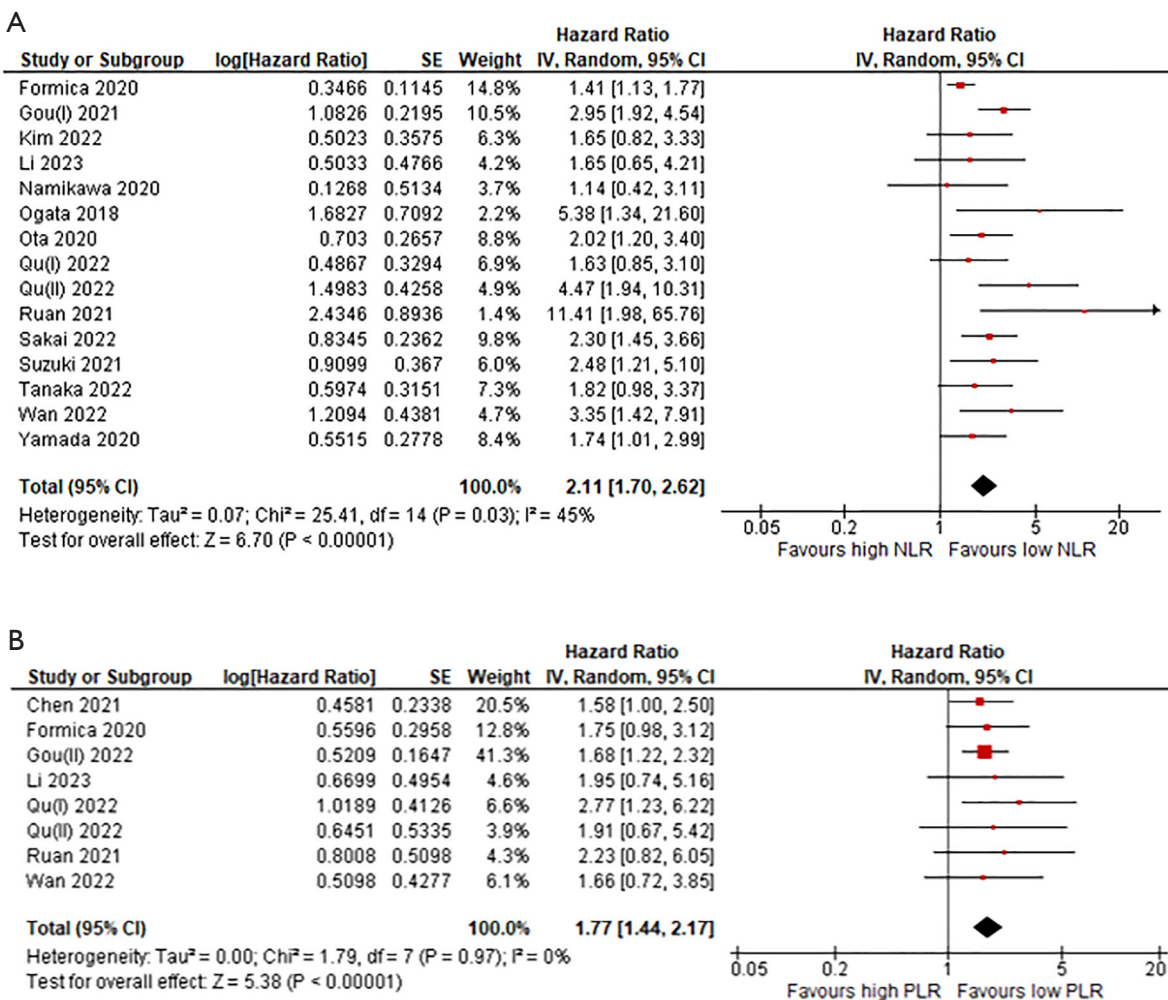 A
Hazard Ratio Hazard Ratio
Study or Subgroup log[Hazard Ratio] SE Weight IV, Random, 95% CI IV, Random, 95% CI
Formica 2020 0.3466 0.1145 14.8% 1.41 [1.13, 1.77]
Gou(I) 2021 1.0826 0.2195 10.5% 2.95 [1.92, 4.54]
Kim 2022 0.5023 0.3575 6.3% 1.65 [0.82, 3.33]
Li 2023 0.5033 0.4766 4.2% 1.65 [0.65, 4.21]
Namikawa 2020 0.1268 0.5134 3.7% 1.14 [0.42, 3.11]
Ogata 2018 1.6827 0.7092 2.2% 5.38 [1.34, 21.60]
Ota 2020 0.703 0.2657 8.8% 2.02 [1.20, 3.40]
Qu(I) 2022 0.4867 0.3294 6.9% 1.63 [0.85, 3.10]
Qu(II) 2022 1.4983 0.4258 4.9% 4.47 [1.94, 10.31]
Ruan 2021 2.4346 0.8936 1.4% 11.41 [1.98, 65.76]
Sakai 2022 0.8345 0.2362 9.8% 2.30 [1.45, 3.66]
Suzuki 2021 0.9099 0.367 6.0% 2.48 [1.21, 5.10]
Tanaka 2022 0.5974 0.3151 7.3% 1.82 [0.98, 3.37]
Wan 2022 1.2094 0.4381 4.7% 3.35 [1.42, 7.91]
Yamada 2020 0.5515 0.2778 8.4% 1.74 [1.01, 2.99]
Total (95% CI) 100.0% 2.11 [1.70, 2.62]
Heterogeneity: Tau² = 0.07; Chi² = 25.41, df = 14 (P = 0.03); I² = 45%
Test for overall effect: Z = 6.70 (P < 0.00001)
0.05 0.2 1 5 20
Favours high NLR Favours low NLR
B
Hazard Ratio Hazard Ratio
Study or Subgroup log[Hazard Ratio] SE Weight IV, Random, 95% CI IV, Random, 95% CI
Chen 2021 0.4581 0.2338 20.5% 1.58 [1.00, 2.50]
Formica 2020 0.5596 0.2958 12.8% 1.75 [0.98, 3.12]
Gou(II) 2022 0.5209 0.1647 41.3% 1.68 [1.22, 2.32]
Li 2023 0.6699 0.4954 4.6% 1.95 [0.74, 5.16]
Qu(I) 2022 1.0189 0.4126 6.6% 2.77 [1.23, 6.22]
Qu(II) 2022 0.6451 0.5335 3.9% 1.91 [0.67, 5.42]
Ruan 2021 0.8008 0.5098 4.3% 2.23 [0.82, 6.05]
Wan 2022 0.5098 0.4277 6.1% 1.66 [0.72, 3.85]
Total (95% CI) 100.0% 1.77 [1.44, 2.17]
Heterogeneity: Tau² = 0.00; Chi² = 1.79, df = 7 (P = 0.97); I² = 0%
Test for overall effect: Z = 5.38 (P < 0.00001)
0.05 0.2 1 5 20
Favours high PLR Favours low PLR